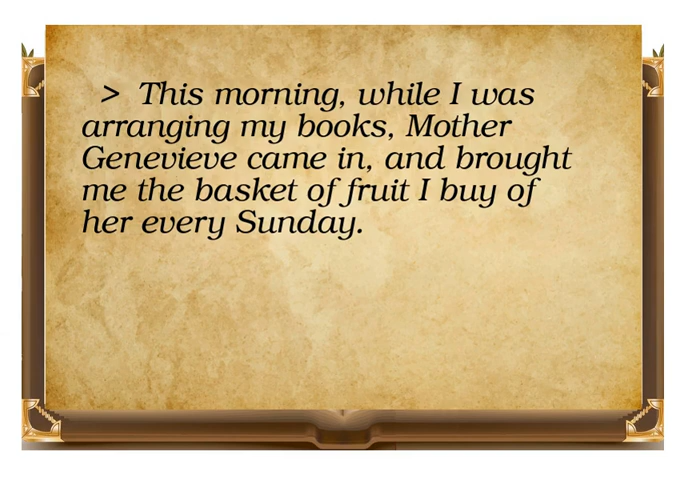 > This morning, while I was
arranging my books, Mother
Genevieve came in, and brought
me the basket of fruit I buy of
her every Sunday.